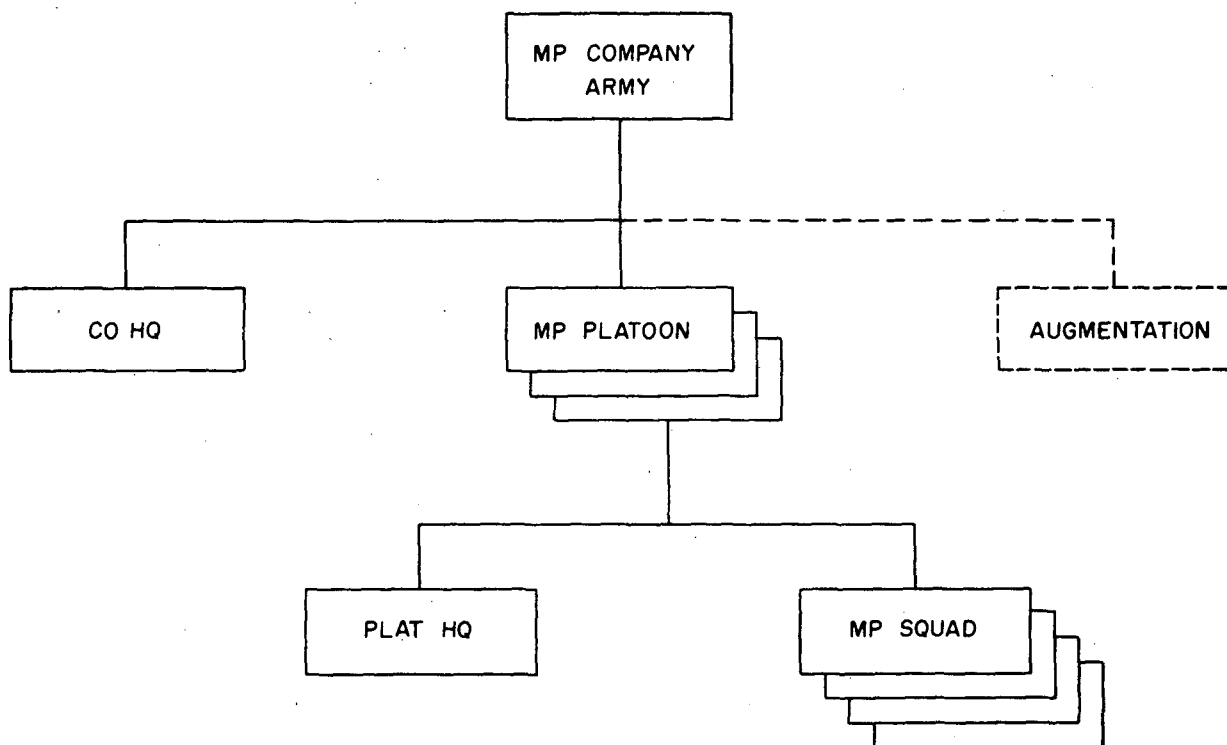 MP COMPANY
ARMY
CO HQ
MP PLATOON
AUGMENTATION
PLAT HQ
MP SQUAD